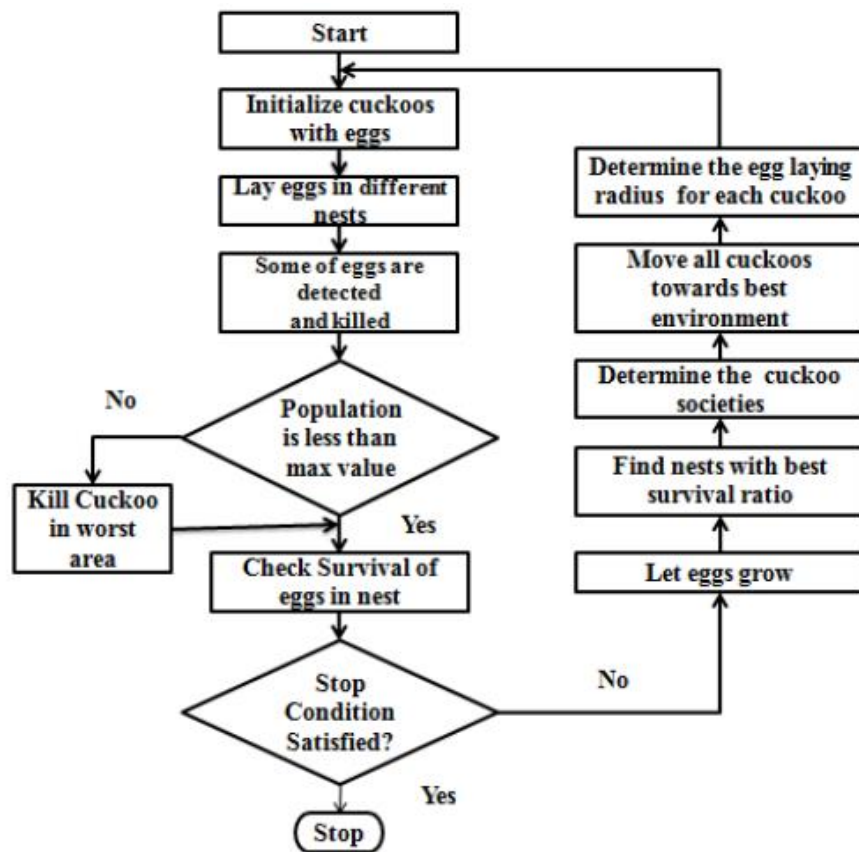 Start
Initialize cuckoos
with eggs
Lay eggs in different
nests
Some of eggs are
detected
and killed
No
Population
is less than
max value
Kill Cuckoo
in worst
area
Yes
Check Survival of
eggs in nest
Stop
Condition
Satisfied?
No
Yes
Stop
Let eggs grow
Find nests with best
survival ratio
Determine the cuckoo
societies
Move all cuckoos
towards best
environment
Determine the egg laying
radius for each cuckoo